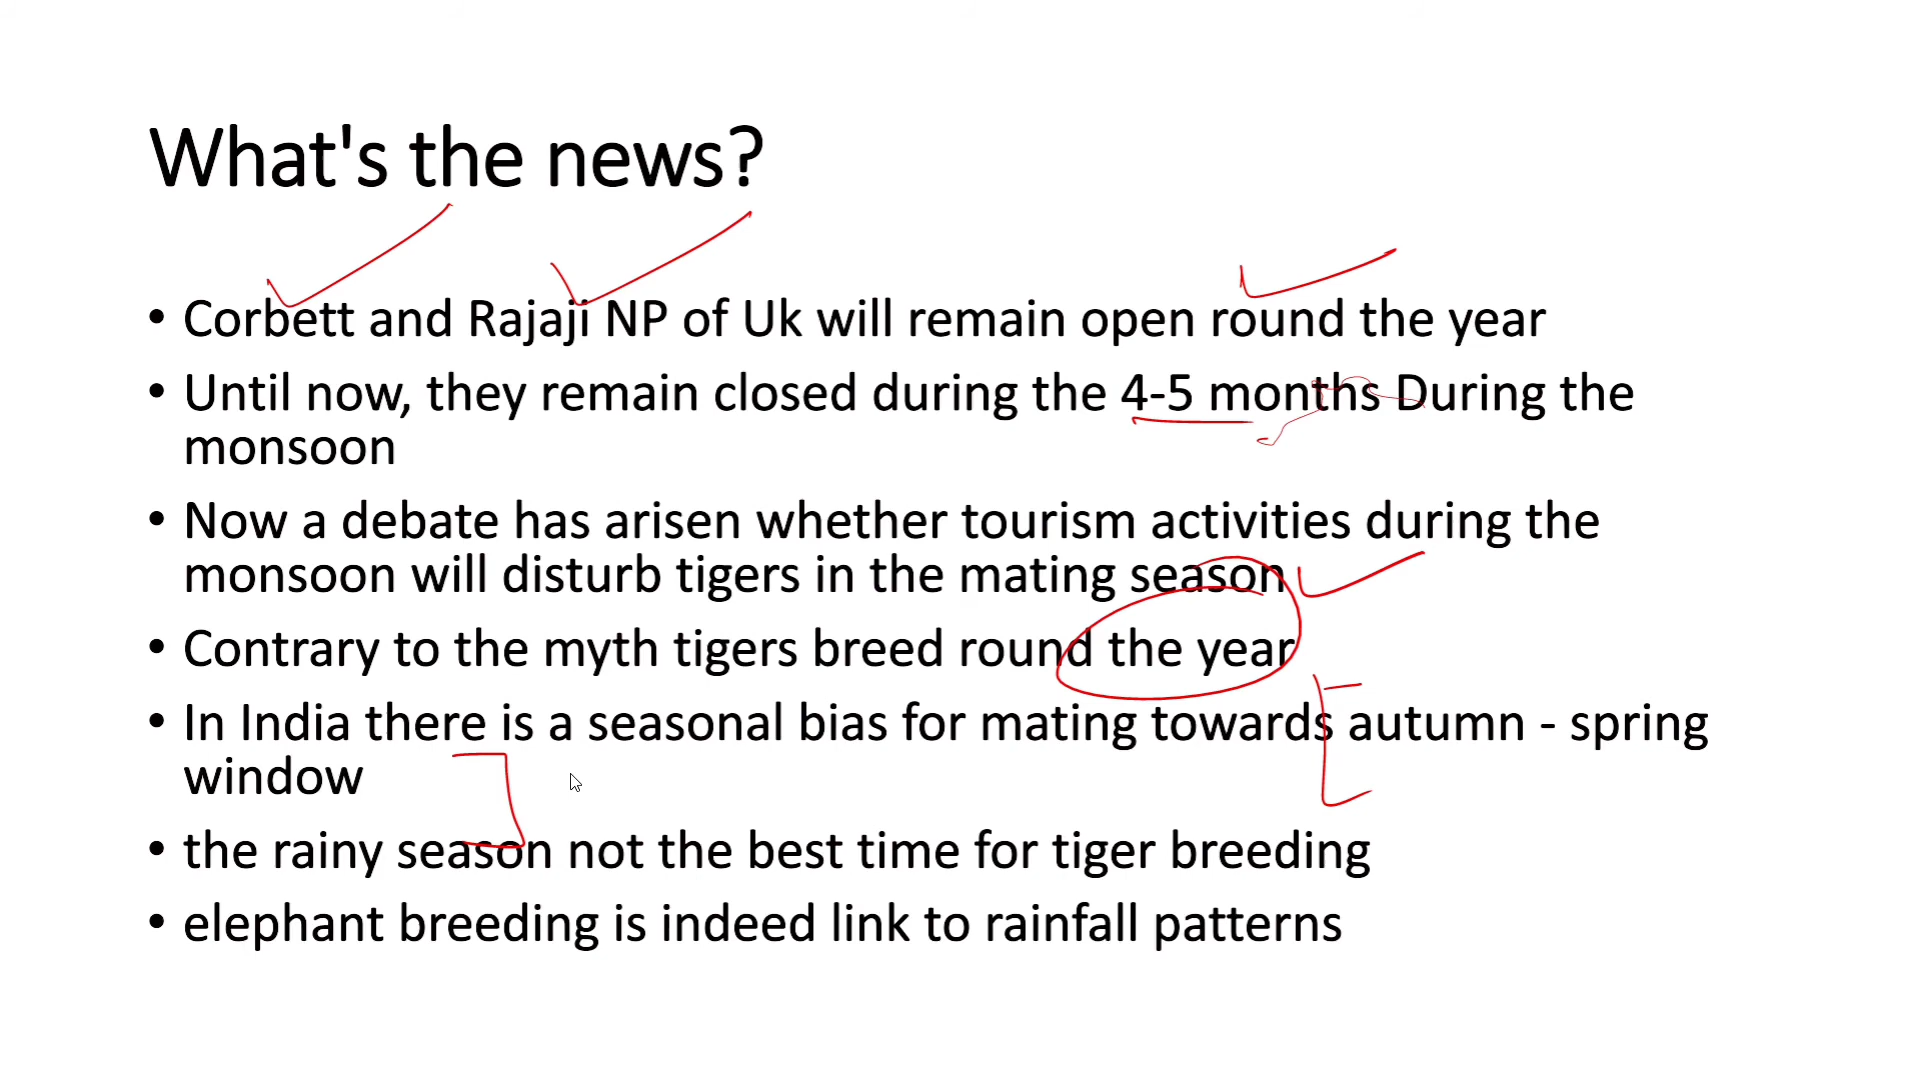 What's the news?
• Corbett and Rajaji NP of Uk will remain open round the year
• Until now, they remain closed during the 4-5 months During the
monsoon
• Now a debate has arisen whether tourism activities during the
monsoon will disturb tigers in the mating season
• Contrary to the myth tigers breed round the year
• In India there is a seasonal bias for mating towards autumn - spring
window
• the rainy season not the best time for tiger breeding
• elephant breeding is indeed link to rainfall patterns